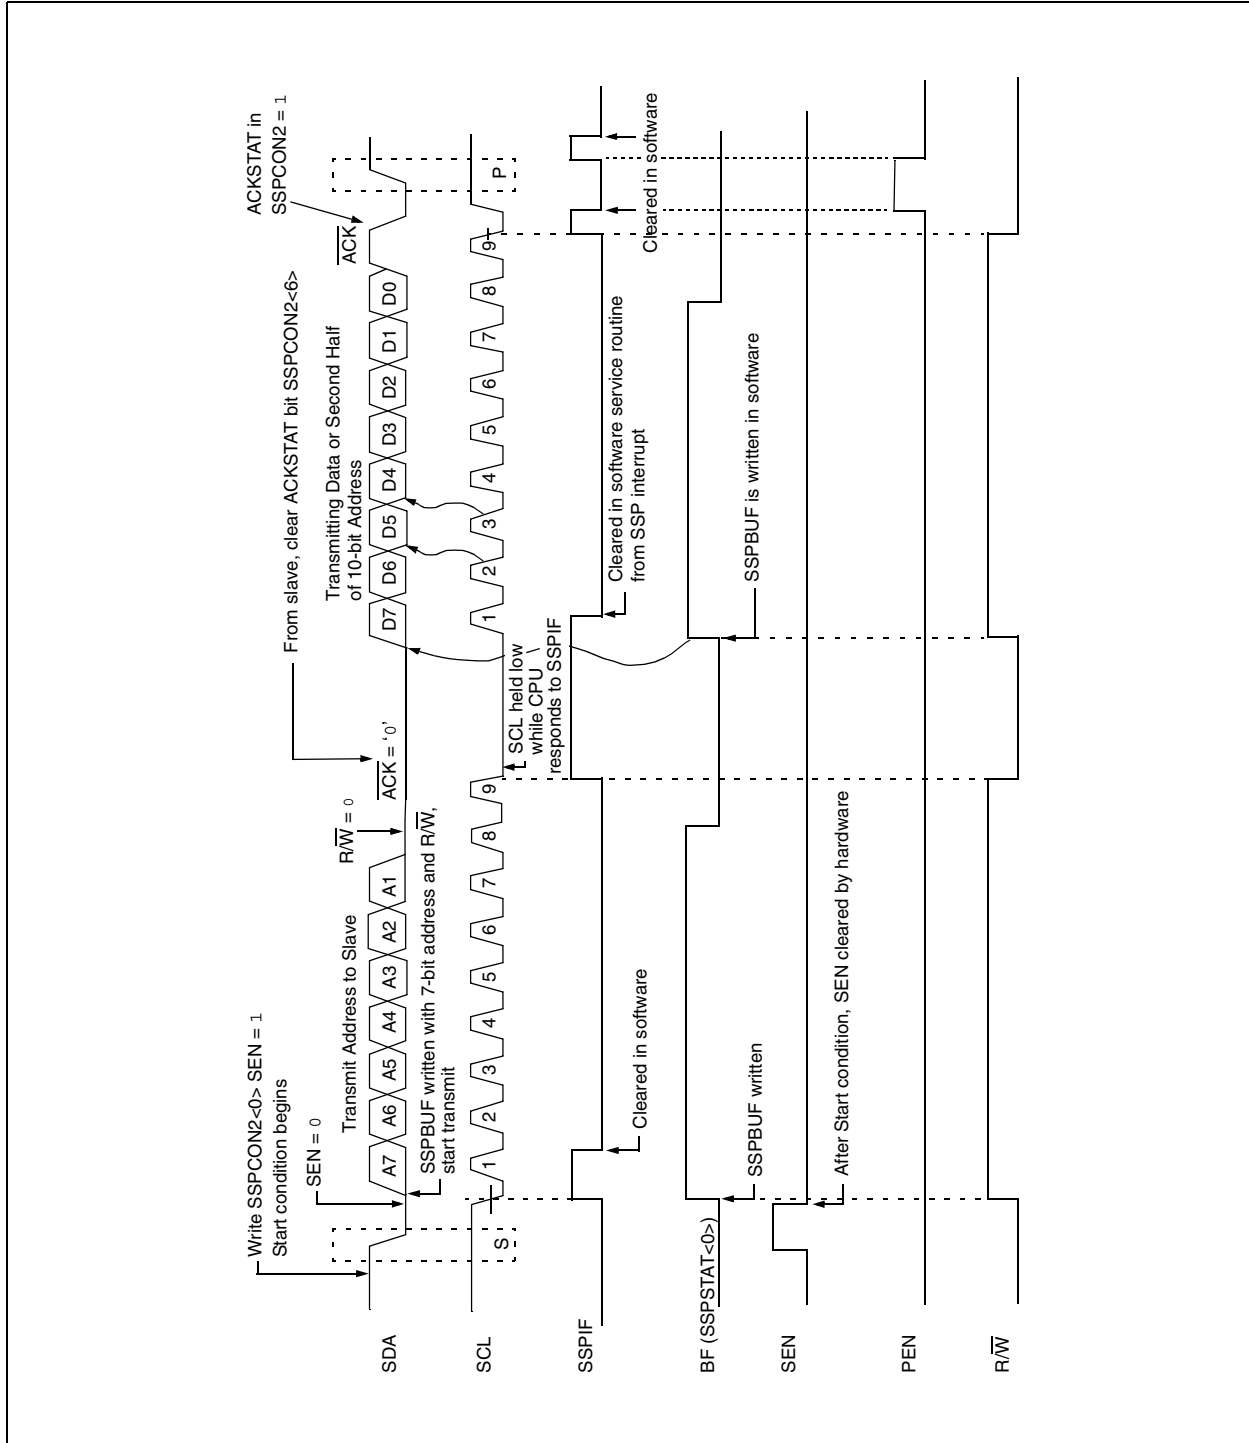 Write SSPCON2<0> SEN = 1
Start condition begins
SEN = 0
Transmit Address to Slave
R/W = 0
From slave, clear ACKSTAT bit SSPCON2<6>
ACK = ‘0’
Transmitting Data or Second Half
of 10-bit Address
ACK
ACKSTAT in
SSPCON2 = 1
SDA
A7 A6 A5 A4 A3 A2 A1 D7 D6 D5 D4 D3 D2 D1 D0
SSPBUF written with 7-bit address and R/W,
start transmit
SCL
S
1 2 3 4 5 6 7 8 9 1 2 3 4 5 6 7 8 9
P
SCL held low
while CPU
responds to SSPIF
SSPIF
Cleared in software
Cleared in software service routine
from SSP interrupt
Cleared in software
BF (SSPSTAT<0>)
SSPBUF written
SSPBUF is written in software
SEN
After Start condition, SEN cleared by hardware
PEN
R/W